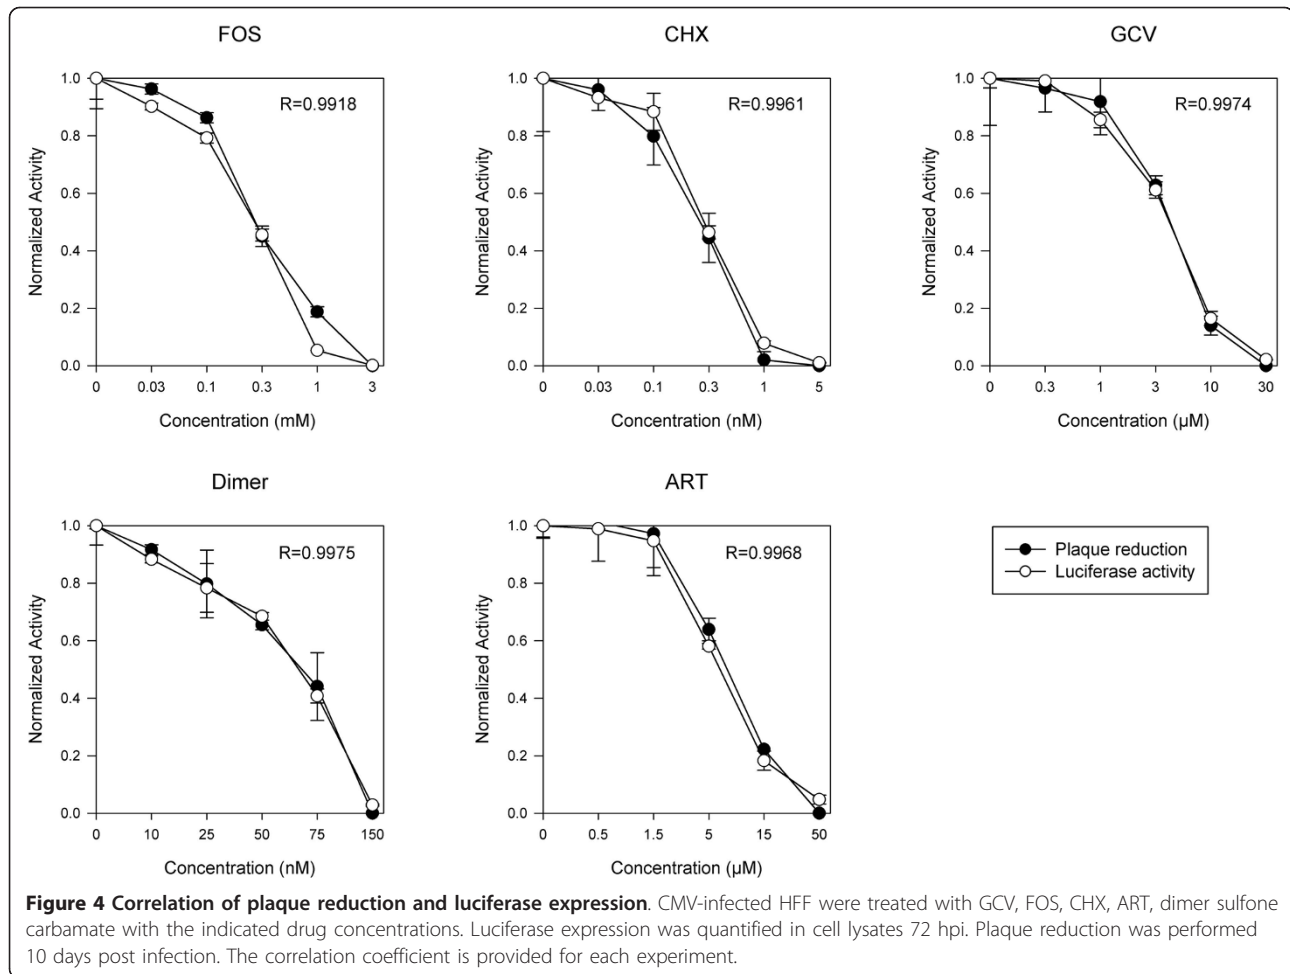 FOS
CHX
GCV
R=0.9918
R=0.9961
R=0.9974
Normalized Activity
1.0
0.8
0.6
0.4
0.2
0.0
0 0.03 0.1 0.3 1 3
Concentration (mM)
Normalized Activity
1.0
0.8
0.6
0.4
0.2
0.0
0 0.03 0.1 0.3 1 5
Concentration (nM)
Normalized Activity
1.0
0.8
0.6
0.4
0.2
0.0
0 0.3 1 3 10 30
Concentration (µM)
Dimer
ART
R=0.9975
R=0.9968
Normalized Activity
1.0
0.8
0.6
0.4
0.2
0.0
0 10 25 50 75 150
Concentration (nM)
Normalized Activity
1.0
0.8
0.6
0.4
0.2
0.0
0 0.5 1.5 5 15 50
Concentration (µM)
Plaque reduction
Luciferase activity
Figure 4 Correlation of plaque reduction and luciferase expression. CMV-infected HFF were treated with GCV, FOS, CHX, ART, dimer sulfone
carbamate with the indicated drug concentrations. Luciferase expression was quantified in cell lysates 72 hpi. Plaque reduction was performed
10 days post infection. The correlation coefficient is provided for each experiment.